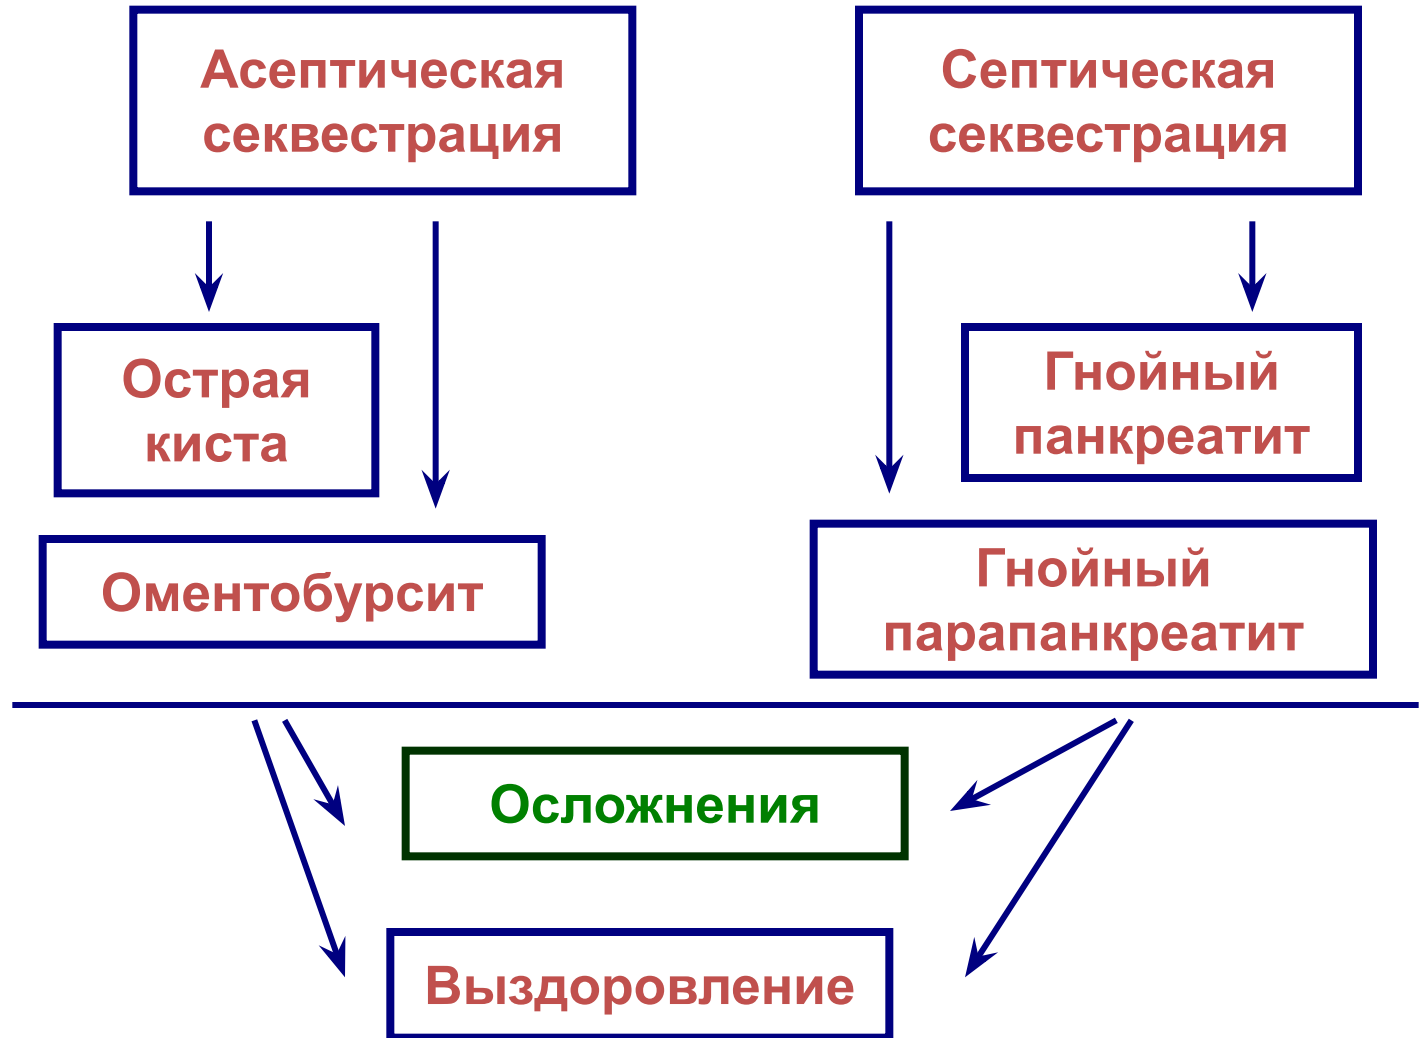 Асептическая
секвестрация
Септическая
секвестрация
Острая
киста
Гнойный
панкреатит
Оментобурсит
Гнойный
парапанкреатит
Осложнения
Выздоровление